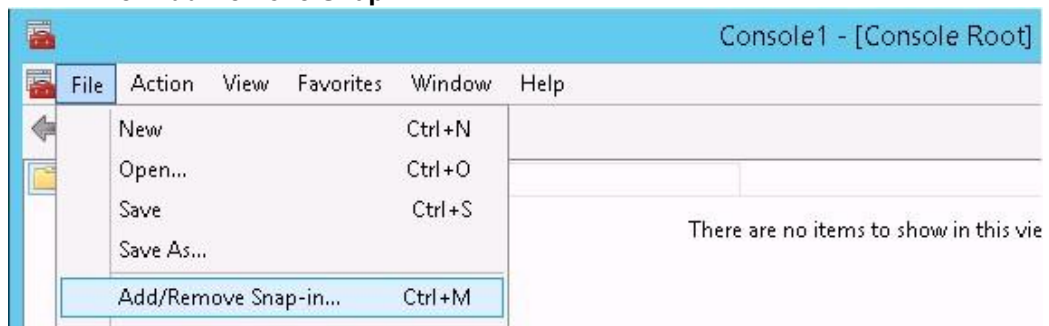 Console1 - [Console Root]
File Action View Favorites Window Help
New Ctrl+N
Open... Ctrl+O
Save Ctrl+S
There are no items to show in this vie
Save As...
Add/Remove Snap-in... Ctrl+M